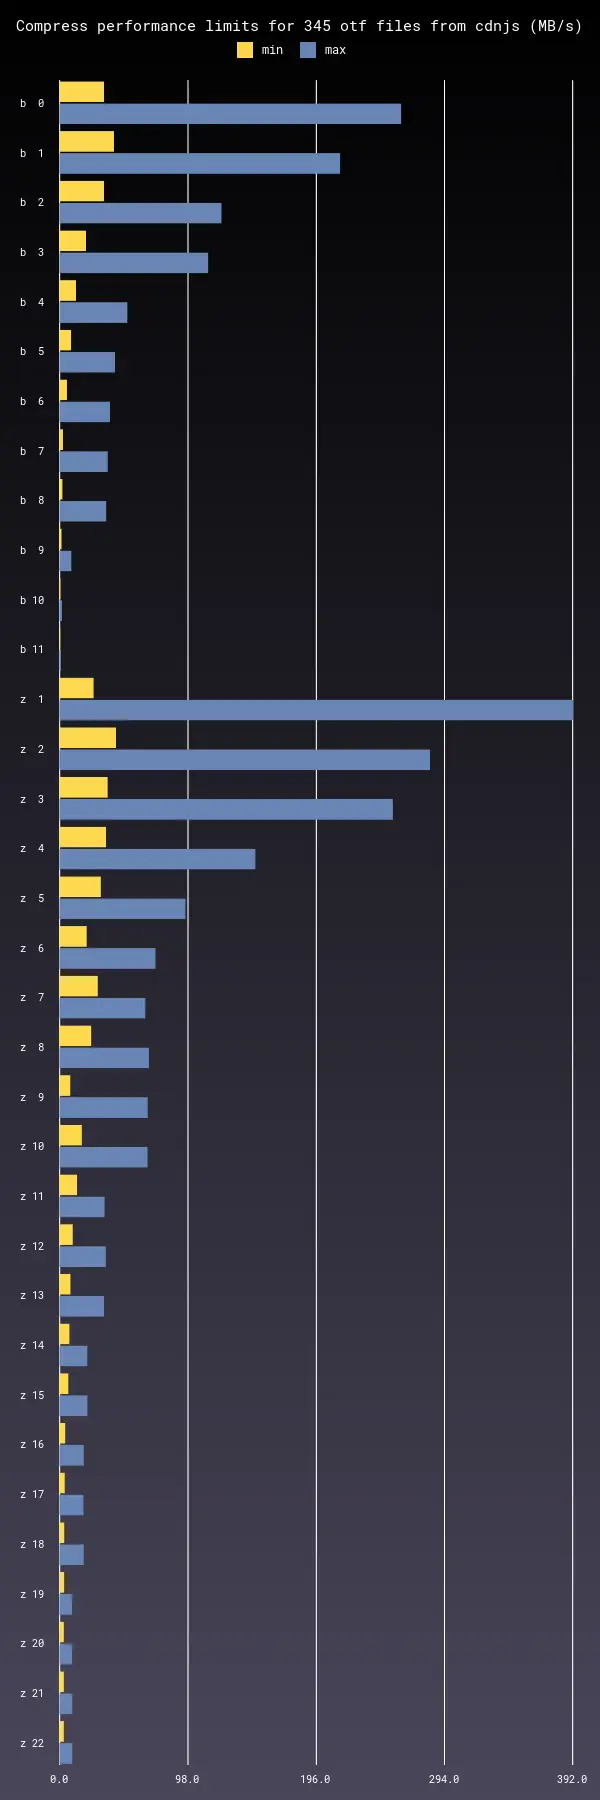 Compress performance limits for 345 otf files from cdnjs (MB/s)
min max
b 0
b 1
b 2
b 3
b 4
b 5
b 6
b 7
b 8
b 9
b 10
b 11
z 1
z 2
z 3
z 4
z 5
z 6
z 7
z 8
z 9
z 10
z 11
z 12
z 13
z 14
z 15
z 16
z 17
z 18
z 19
z 20
z 21
z 22
0.0 98.0 196.0 294.0 392.0